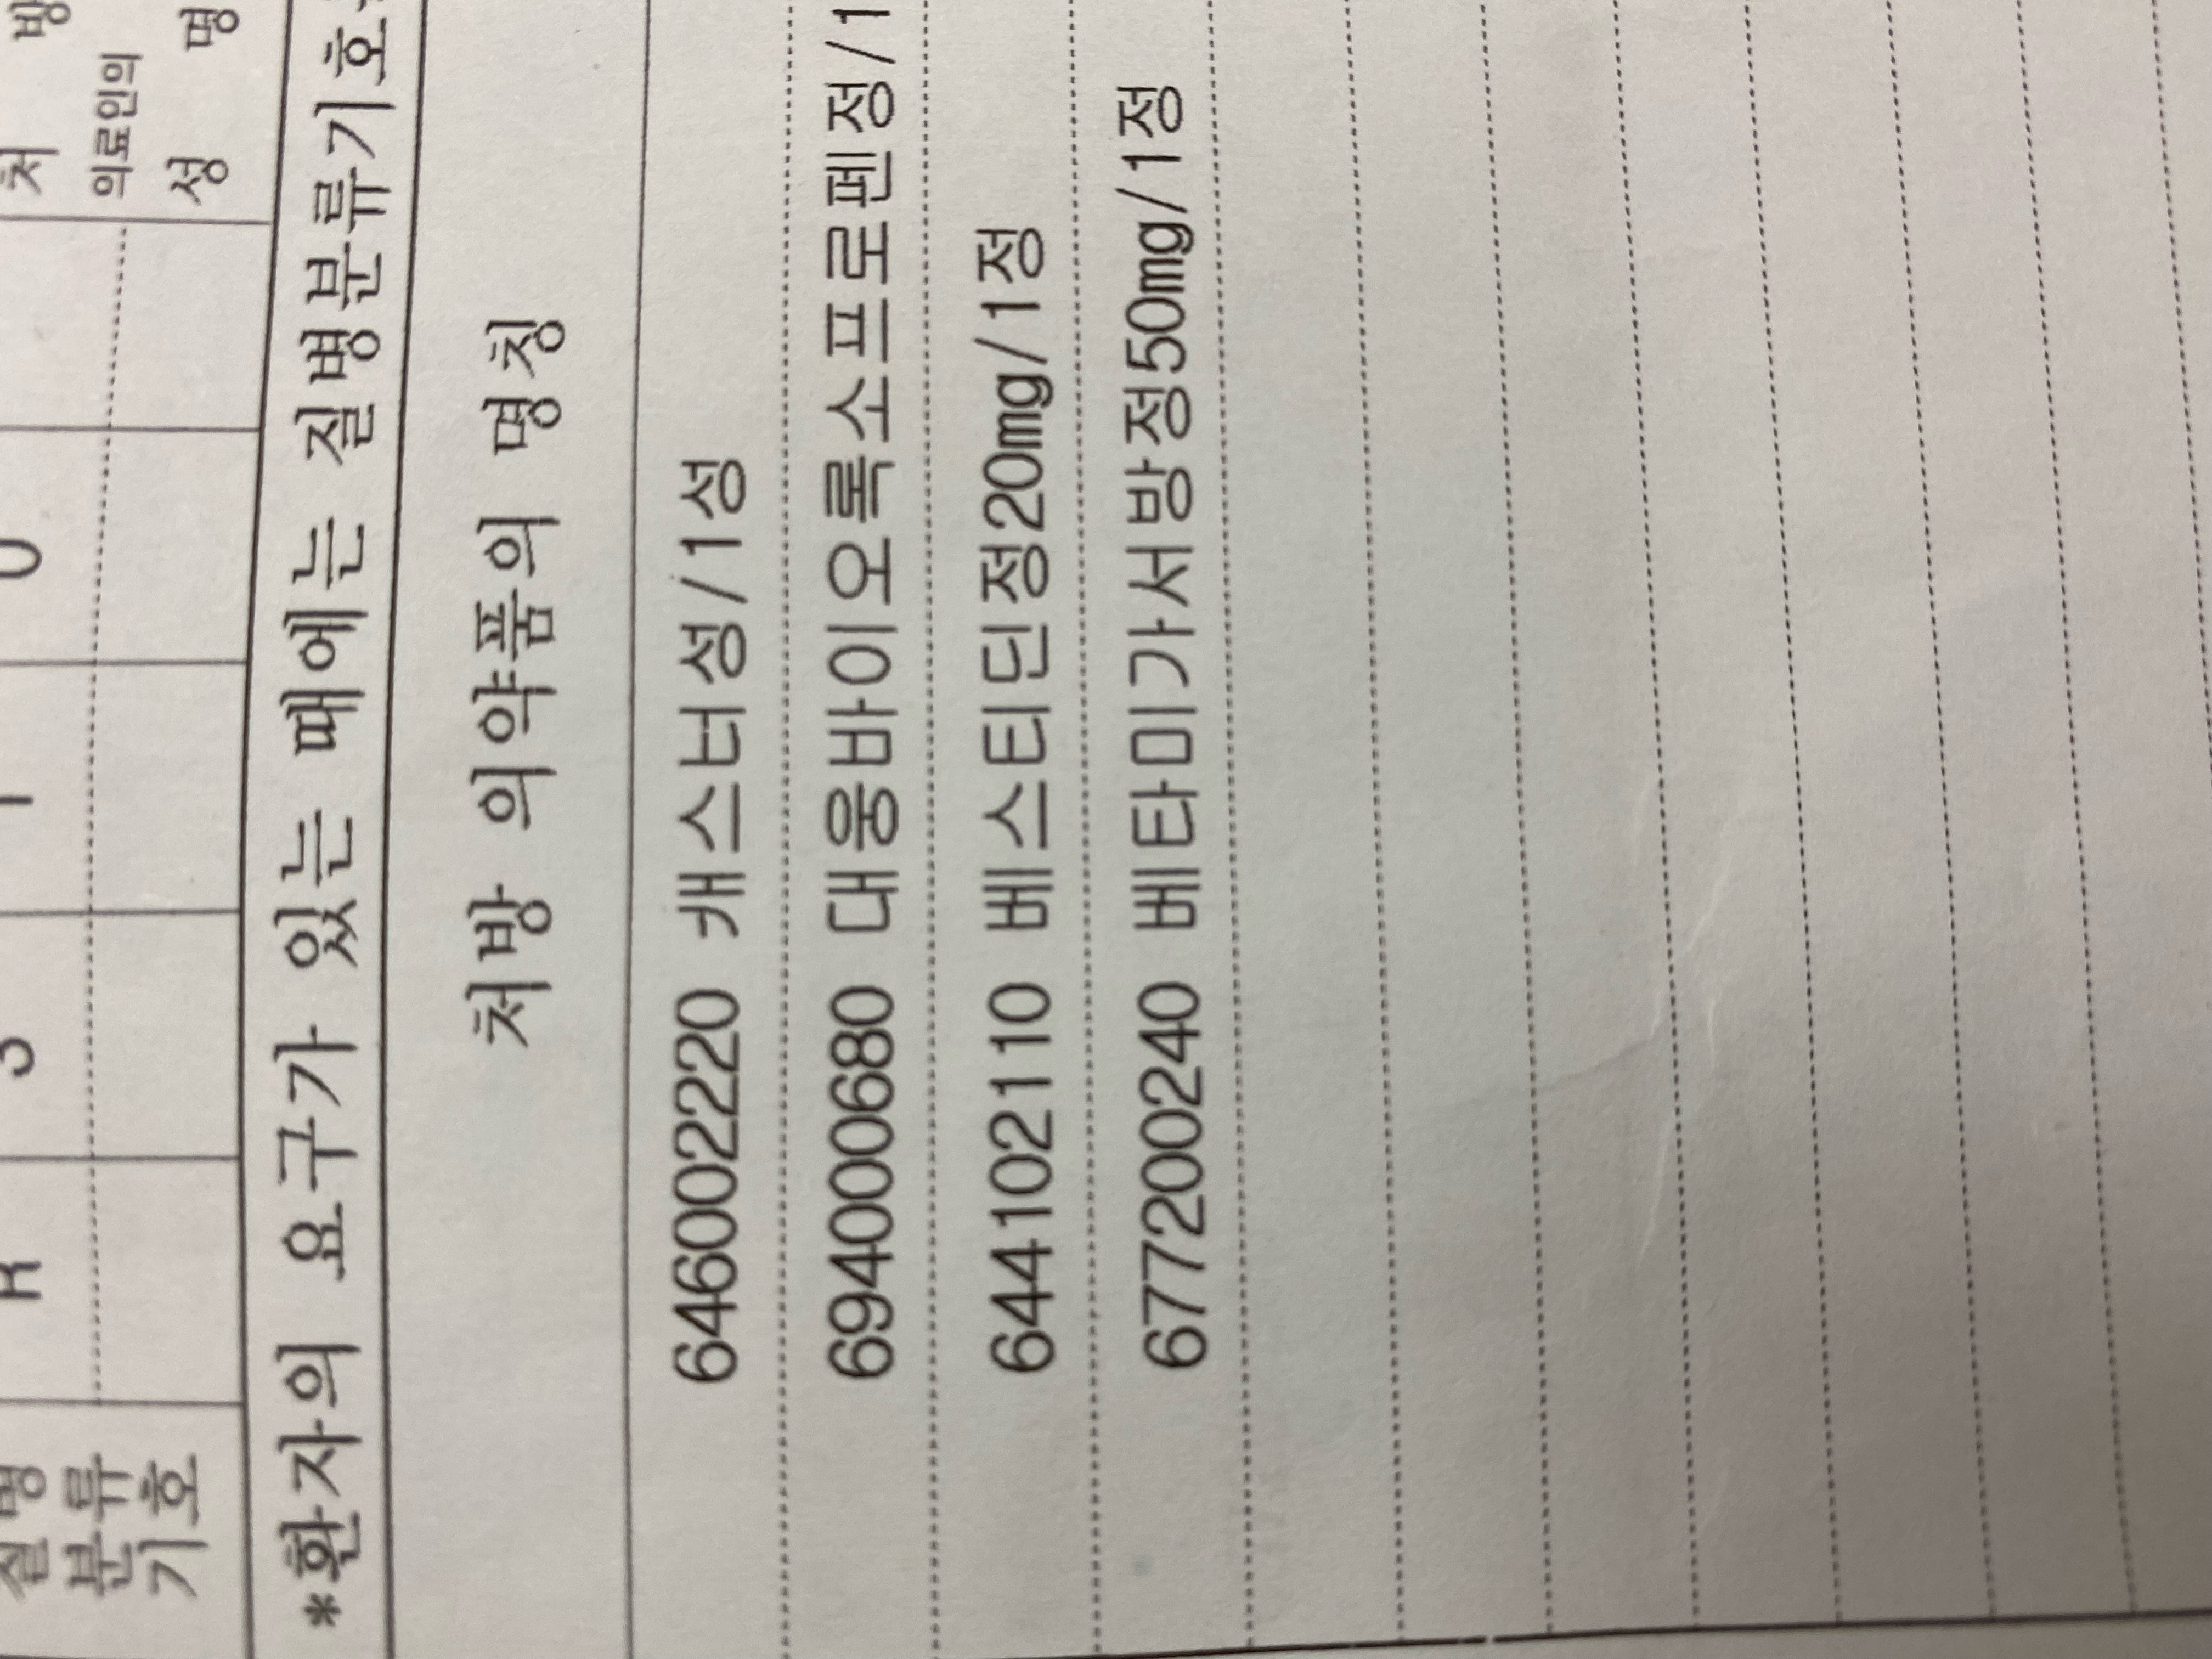 질병 R 3 1 0 처 방
분류 의료인의
기호 성 명
*환자의 요구가 있는 때에는 질병분류기호
처방 의약품의 명칭
646002220 캐스터정/1정
694000680 대웅바이오록소프로펜정/1
644102110 베스티딘정20mg/1정
677200240 베타미가서방정50mg/1정